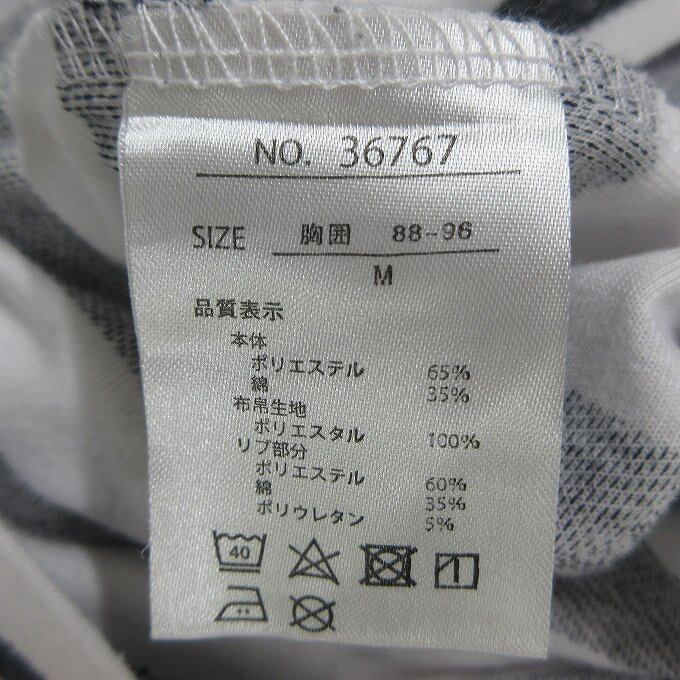 NO. 36767
SIZE 胸囲 88-96
M
品質表示
本体
ポリエステル 65%
綿 35%
布帛生地
ポリエスタル 100%
リブ部分
ポリエステル 60%
綿 35%
ポリウレタン 5%
40